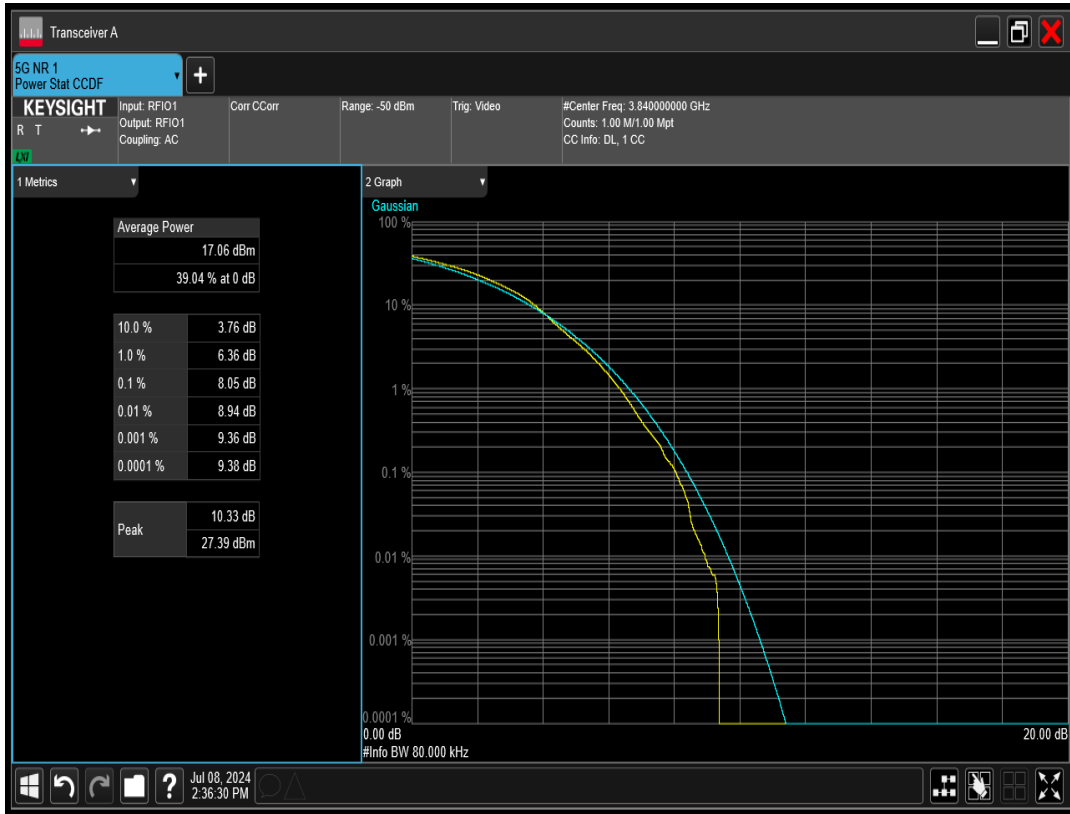 Transceiver A
5G NR 1
Power Stat CCDF
+
KEYSIGHT
R T
LXI
Input: RFIO1
Output: RFIO1
Coupling: AC
Corr CCorr
Range: -50 dBm
Trig: Video
#Center Freq: 3.840000000 GHz
Counts: 1.00 M/1.00 Mpt
CC Info: DL, 1 CC
1 Metrics
Average Power
17.06 dBm
39.04 % at 0 dB
10.0 % 3.76 dB
1.0 % 6.36 dB
0.1 % 8.05 dB
0.01 % 8.94 dB
0.001 % 9.36 dB
0.0001 % 9.38 dB
Peak
10.33 dB
27.39 dBm
2 Graph
Gaussian
100 %
10 %
1 %
0.1 %
0.01 %
0.001 %
0.0001 %
0.00 dB
20.00 dB
#Info BW 80.000 kHz
?
Jul 08, 2024
2:36:30 PM